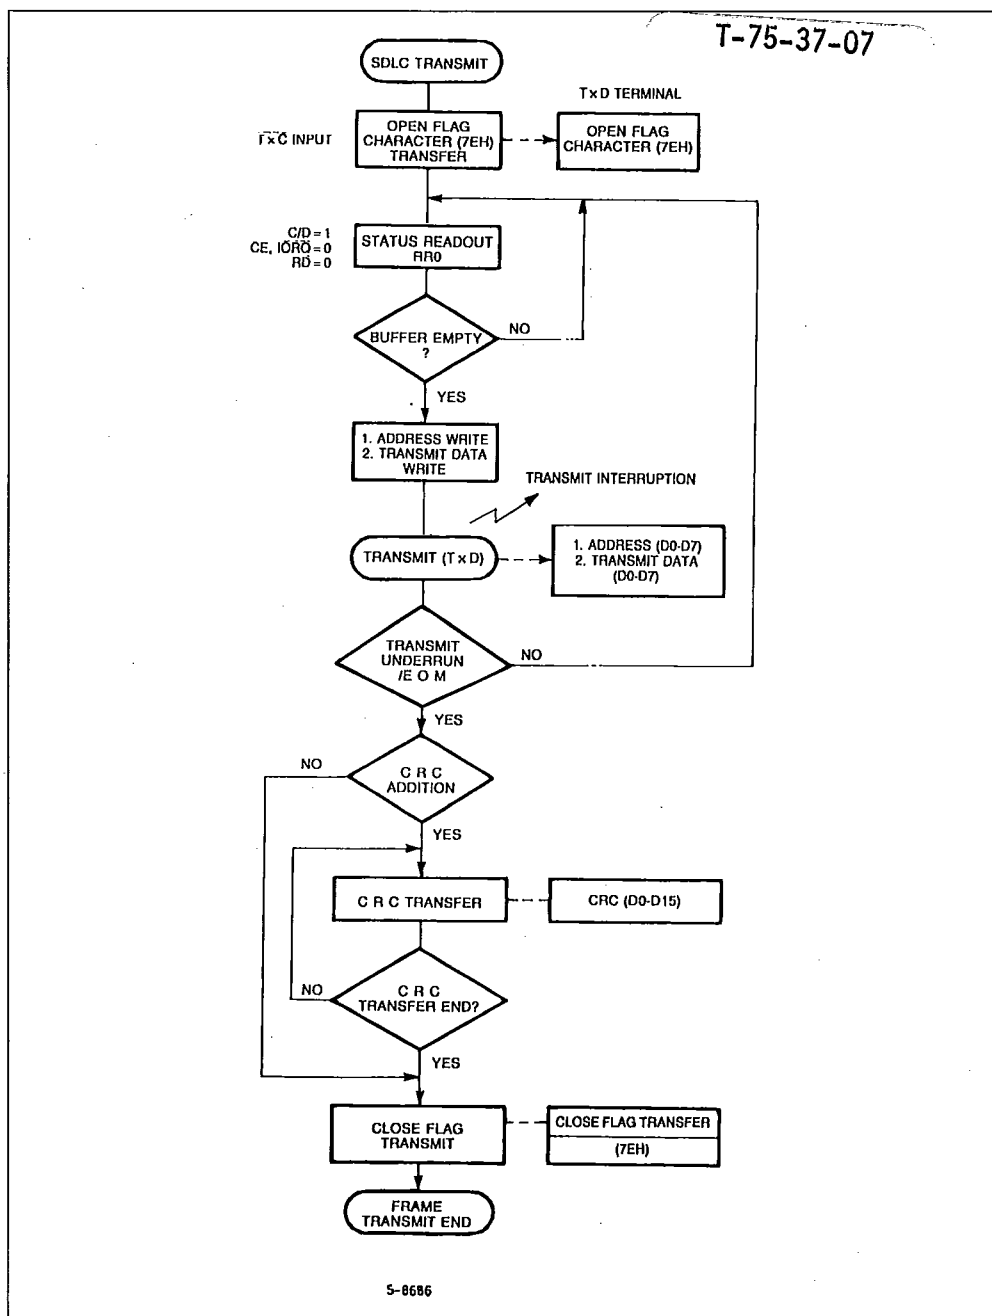 T-75-37-07
SDLC TRANSMIT
TxD TERMINAL
TxC INPUT
OPEN FLAG
CHARACTER (7EH)
TRANSFER
OPEN FLAG
CHARACTER (7EH)
C/D = 1
CE, IORQ = 0
RD = 0
STATUS READOUT
RR0
BUFFER EMPTY
?
NO
YES
1. ADDRESS WRITE
2. TRANSMIT DATA
WRITE
TRANSMIT INTERRUPTION
TRANSMIT (TxD)
1. ADDRESS (D0-D7)
2. TRANSMIT DATA
(D0-D7)
TRANSMIT
UNDERRUN
/E O M
NO
YES
NO
C R C
ADDITION
YES
C R C TRANSFER
CRC (D0-D15)
NO
C R C
TRANSFER END?
YES
CLOSE FLAG
TRANSMIT
CLOSE FLAG TRANSFER
(7EH)
FRAME
TRANSMIT END
S-8686